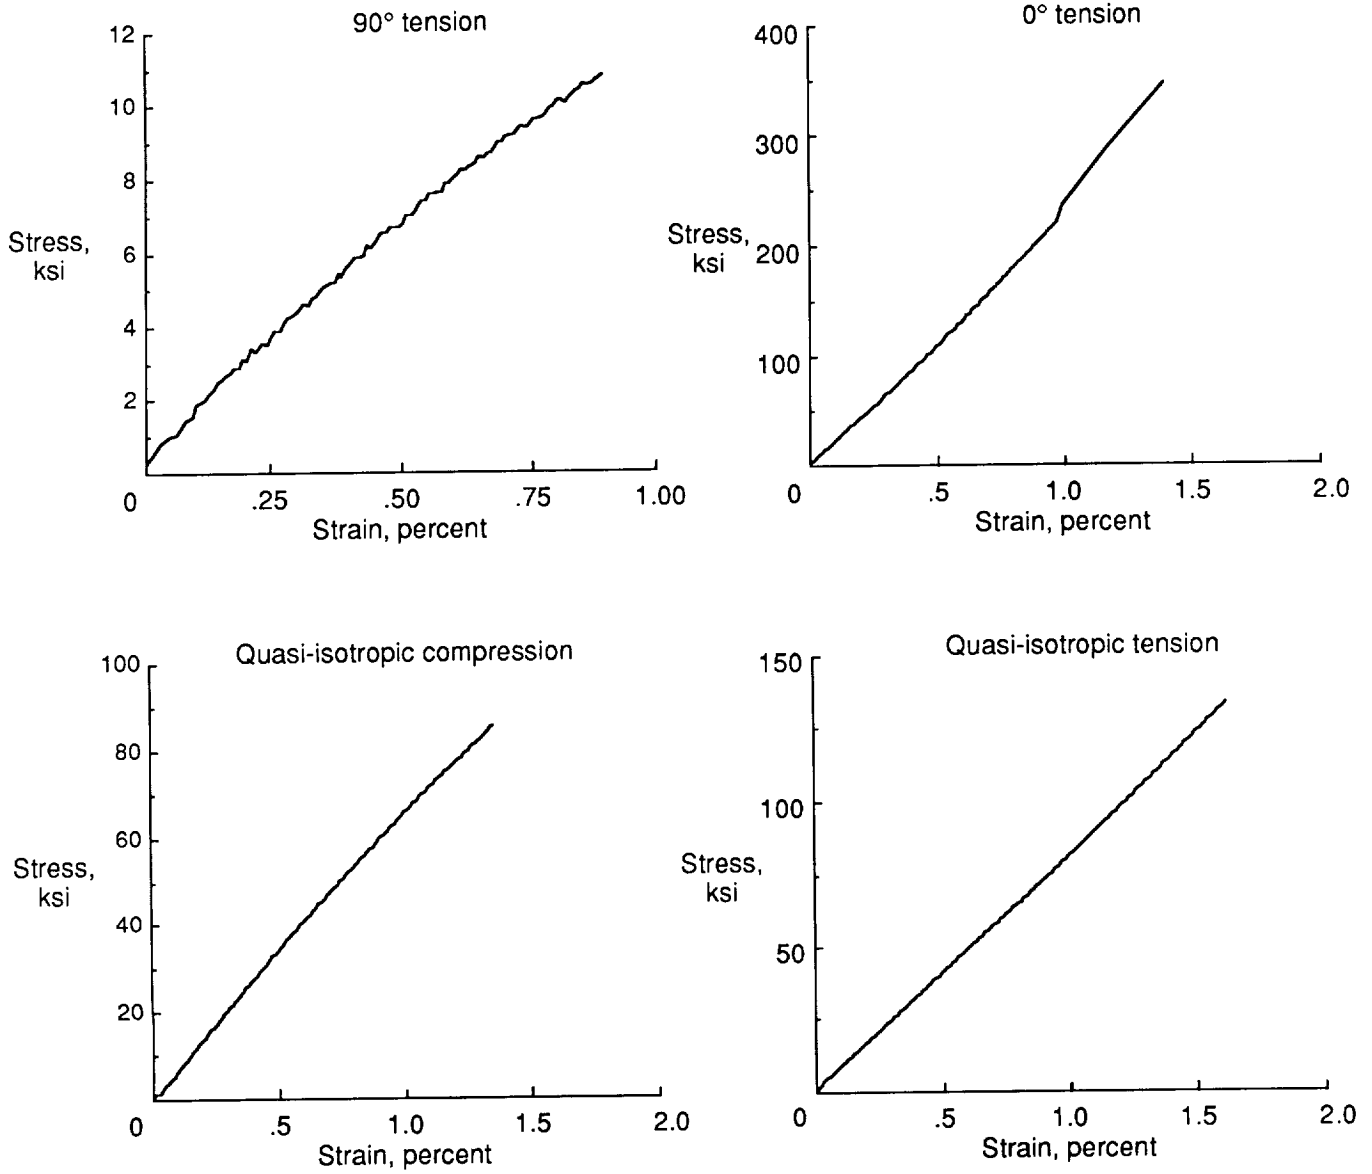 90° tension
12
10
8
6
4
2
Stress,
ksi
0 .25 .50 .75 1.00
Strain, percent
0° tension
400
300
200
100
Stress,
ksi
0 .5 1.0 1.5 2.0
Strain, percent
Quasi-isotropic compression
100
80
60
40
20
Stress,
ksi
0 .5 1.0 1.5 2.0
Strain, percent
Quasi-isotropic tension
150
100
50
Stress,
ksi
0 .5 1.0 1.5 2.0
Strain, percent